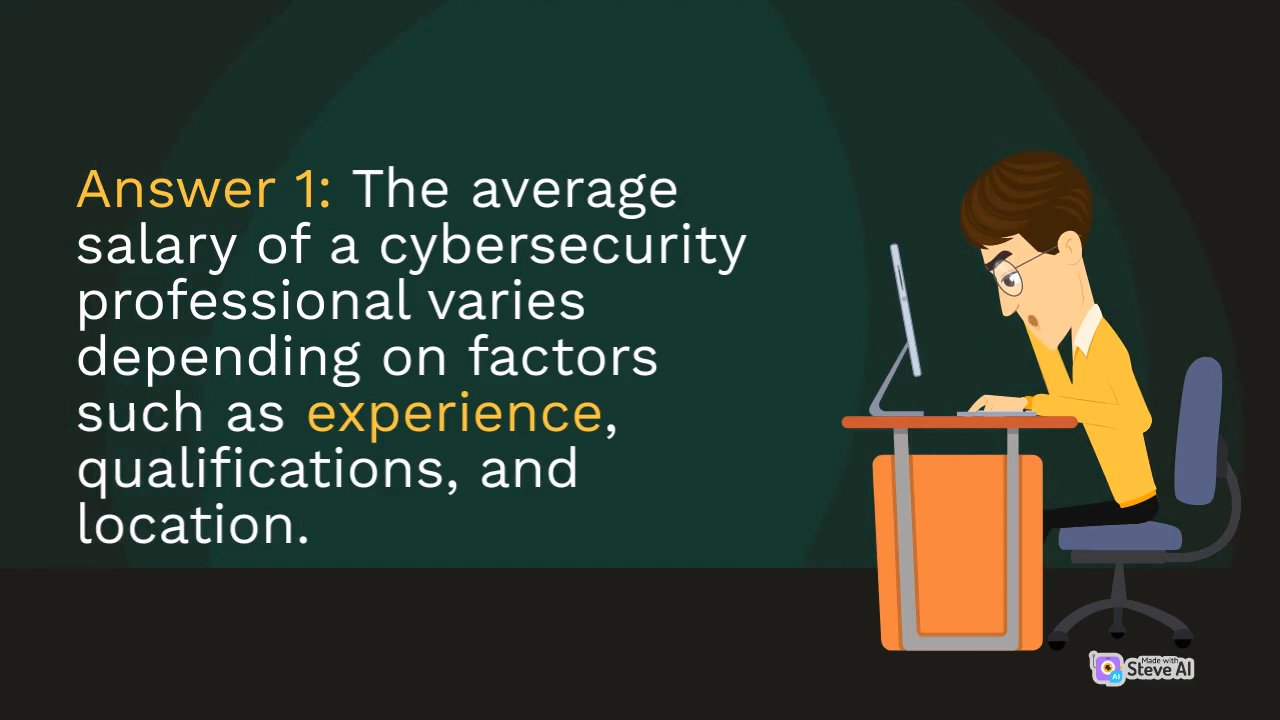 Answer 1: The average
salary of a cybersecurity
professional varies
depending on factors
such as experience,
qualifications, and
location.
Made with
Steve AI
AI